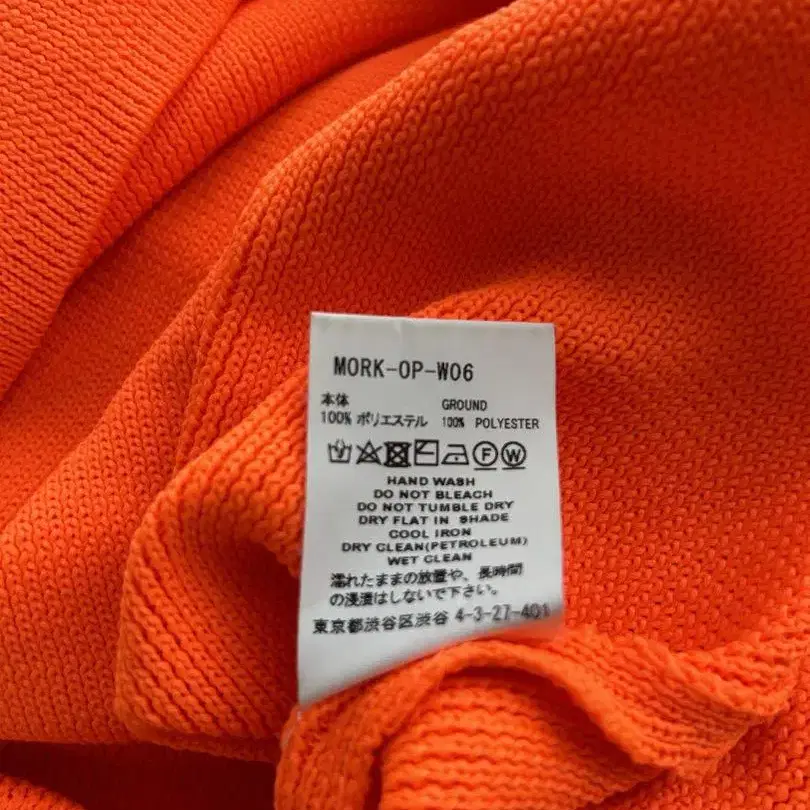 MORK-OP-W06
本体 GROUND
100% ポリエステル 100% POLYESTER
HAND WASH
DO NOT BLEACH
DO NOT TUMBLE DRY
DRY FLAT IN SHADE
COOL IRON
DRY CLEAN(PETROLEUM)
WET CLEAN
濡れたままの放置や、長時間
の浸漬はしないで下さい。
東京都渋谷区渋谷 4-3-27-401